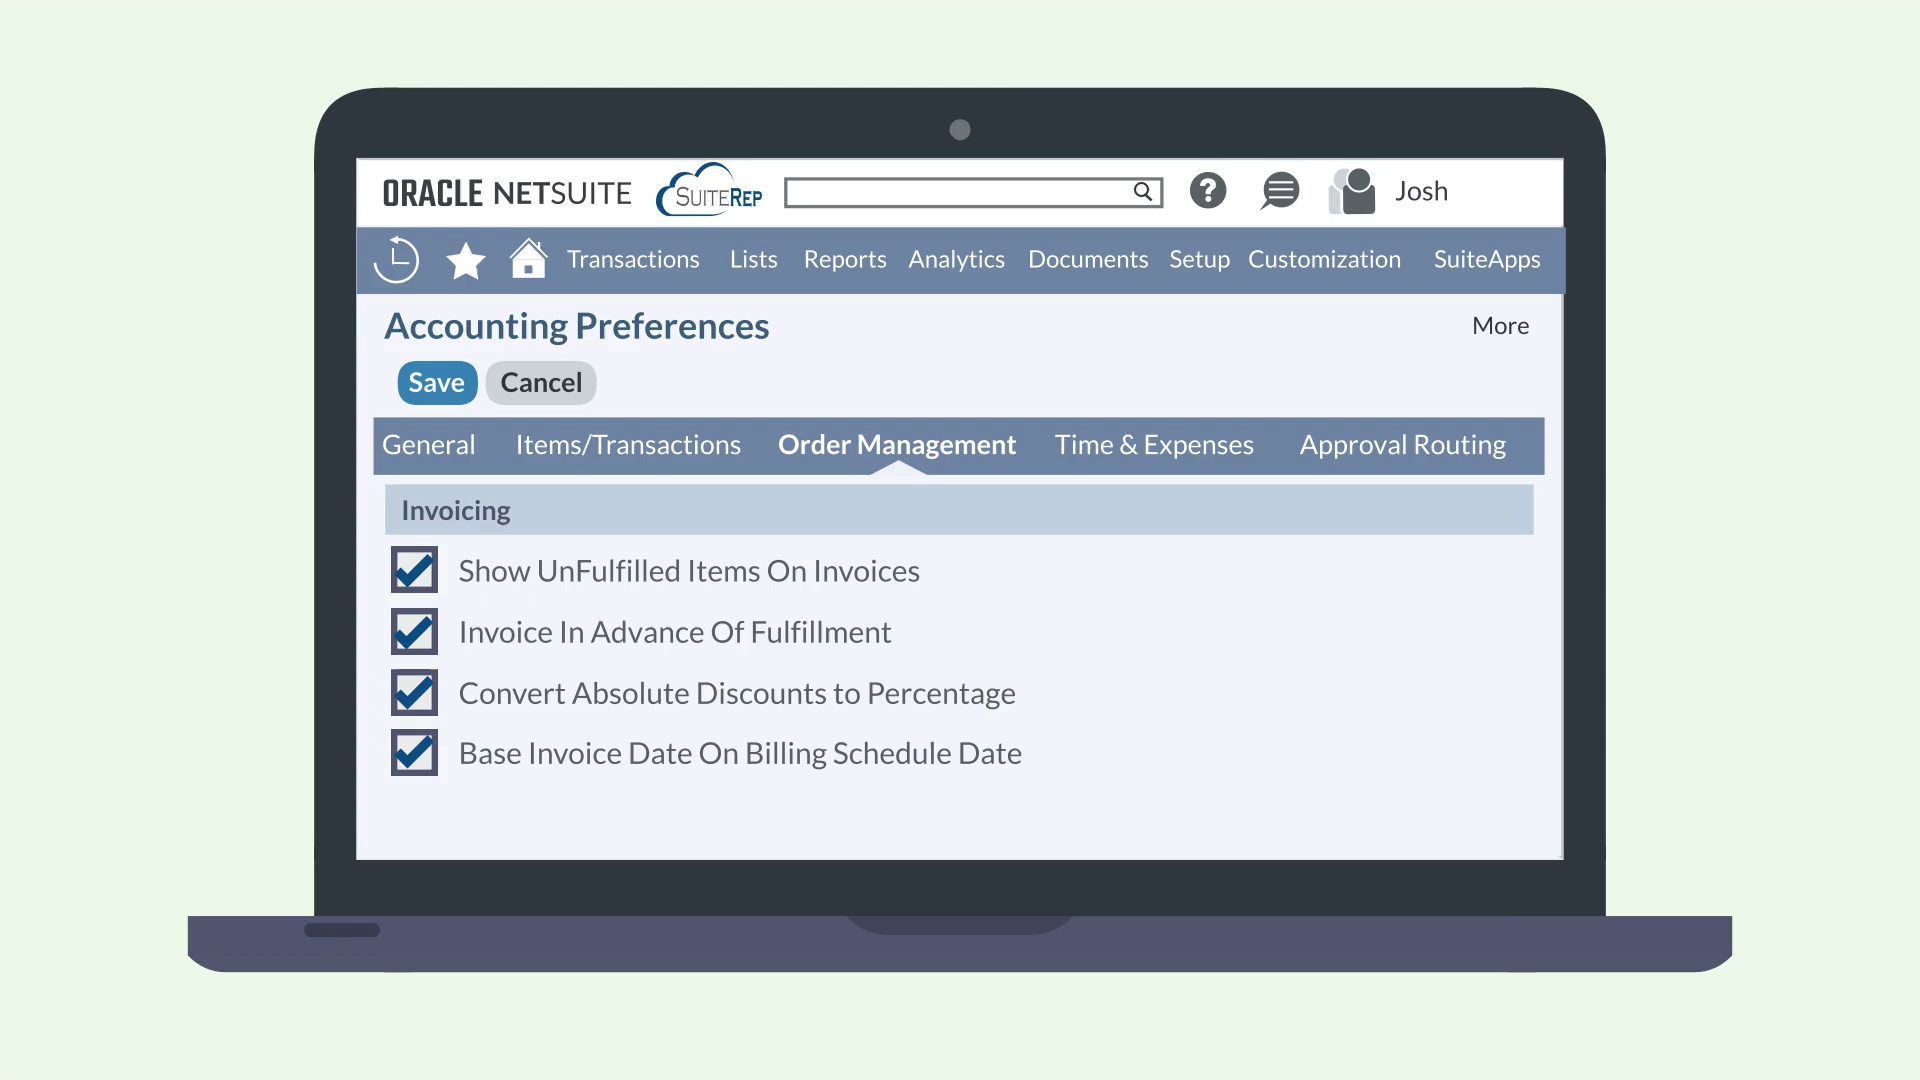 ORACLE NETSUITE SUITEREP Josh
Transactions Lists Reports Analytics Documents Setup Customization SuiteApps
Accounting Preferences More
Save Cancel
General Items/Transactions Order Management Time & Expenses Approval Routing
Invoicing
Show UnFulfilled Items On Invoices
Invoice In Advance Of Fulfillment
Convert Absolute Discounts to Percentage
Base Invoice Date On Billing Schedule Date